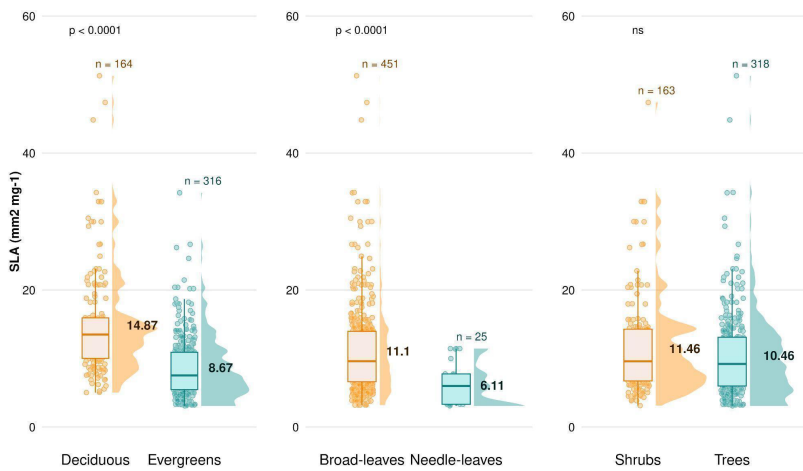 60
40
20
0
SLA (mm2 mg-1)
p < 0.0001
n = 164
14.87
n = 316
8.67
Deciduous
Evergreens
60
40
20
0
p < 0.0001
n = 451
11.1
n = 25
6.11
Broad-leaves
Needle-leaves
60
40
20
0
ns
n = 163
11.46
n = 318
10.46
Shrubs
Trees